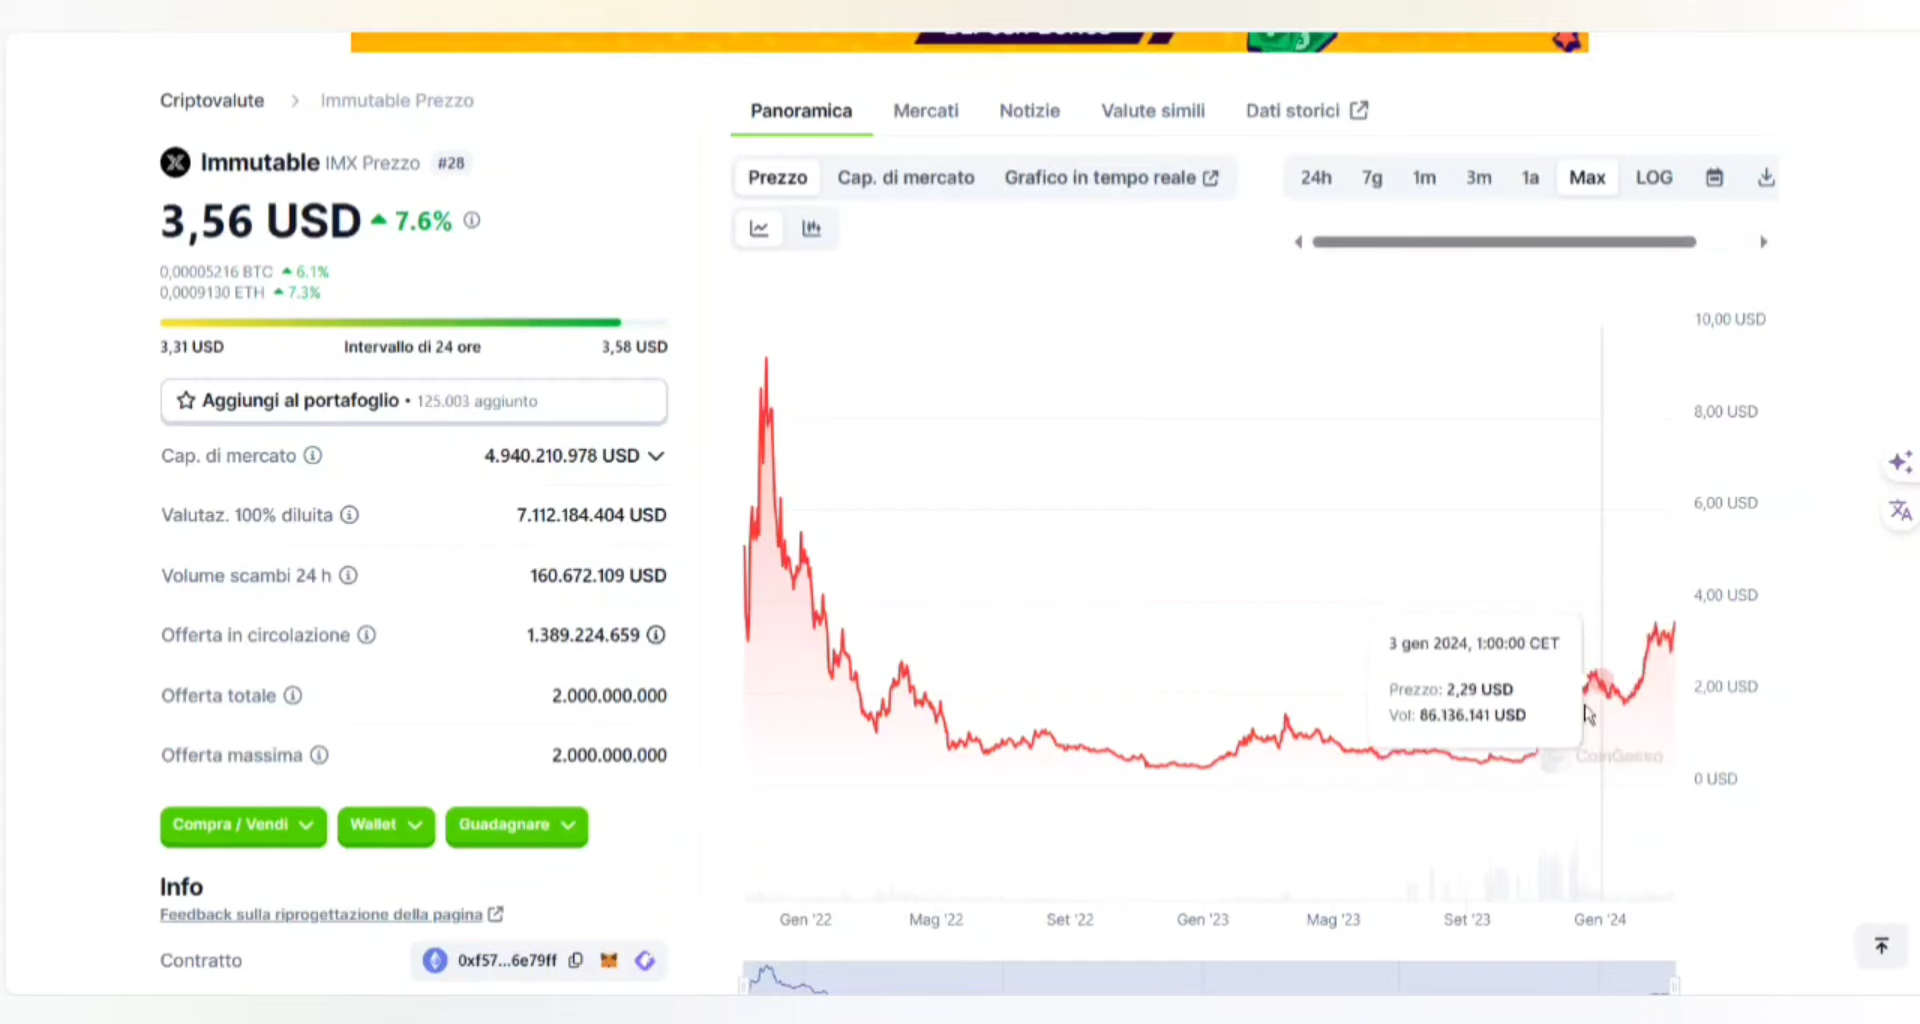 Criptovalute > Immutable Prezzo
Immutable IMX Prezzo #28
3,56 USD 7.6%
0,00005216 BTC 6.1%
0,0009130 ETH 7.3%
3,31 USD Intervallo di 24 ore 3,58 USD
Aggiungi al portafoglio • 125.003 aggiunto
Cap. di mercato 4.940.210.978 USD
Valutaz. 100% diluita 7.112.184.404 USD
Volume scambi 24 h 160.672.109 USD
Offerta in circolazione 1.389.224.659
Offerta totale 2.000.000.000
Offerta massima 2.000.000.000
Compra / Vendi Wallet Guadagnare
Info
Feedback sulla riprogettazione della pagina
Contratto 0xf57...6e79ff
Panoramica Mercati Notizie Valute simili Dati storici
Prezzo Cap. di mercato Grafico in tempo reale 24h 7g 1m 3m 1a Max LOG
10,00 USD
8,00 USD
6,00 USD
4,00 USD
2,00 USD
0 USD
3 gen 2024, 1:00:00 CET
Prezzo: 2,29 USD
Vol: 86.136.141 USD
CoinGecko
Gen '22 Mag '22 Set '22 Gen '23 Mag '23 Set '23 Gen '24